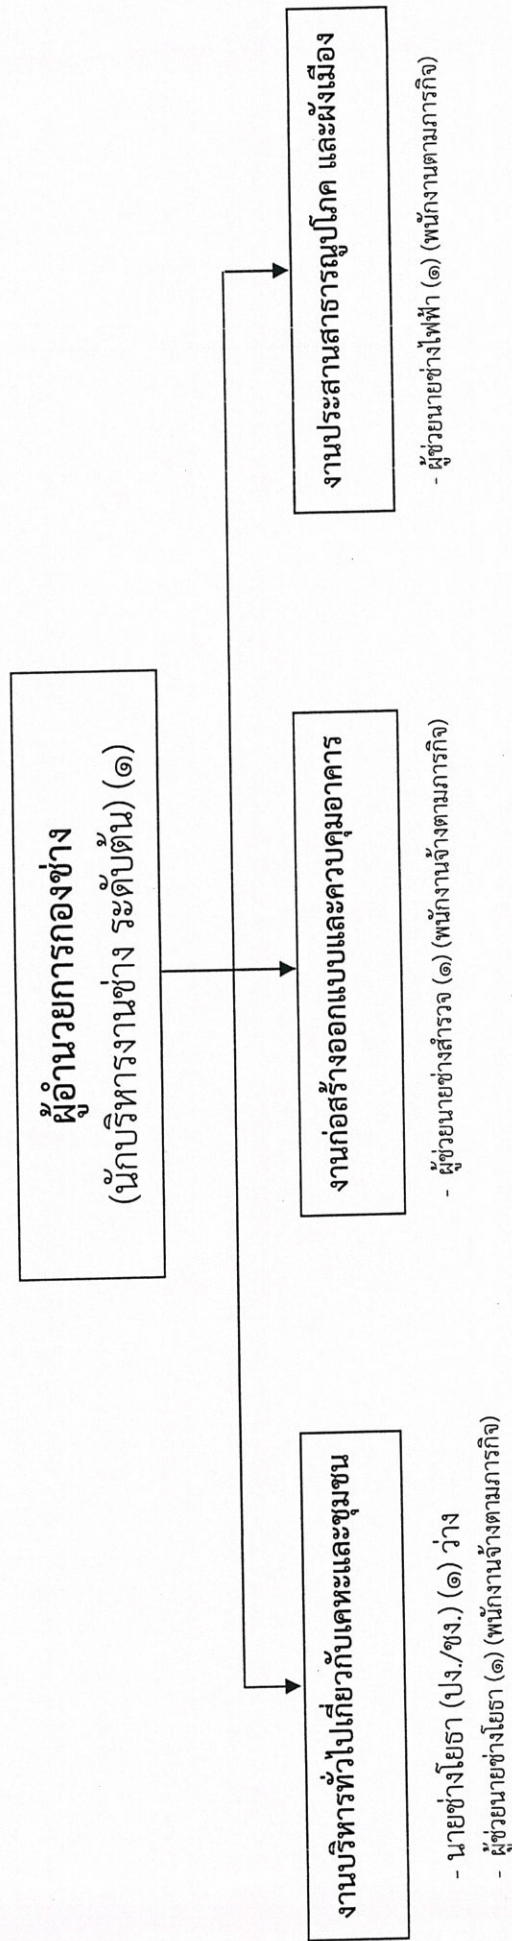 ผู้อำนวยการกองช่าง
(นักบริหารงานช่าง ระดับต้น) (๑)
งานบริหารทั่วไปเกี่ยวกับเคหะและชุมชน
- นายช่างโยธา (ปง./ชง.) (๑) ว่าง
- ผู้ช่วยนายช่างโยธา (๑) (พนักงานจ้างตามภารกิจ)
งานก่อสร้างออกแบบและควบคุมอาคาร
- ผู้ช่วยนายช่างสำรวจ (๑) (พนักงานจ้างตามภารกิจ)
งานประสานสาธารณูปโภค และผังเมือง
- ผู้ช่วยนายช่างไฟฟ้า (๑) (พนักงานตามภารกิจ)